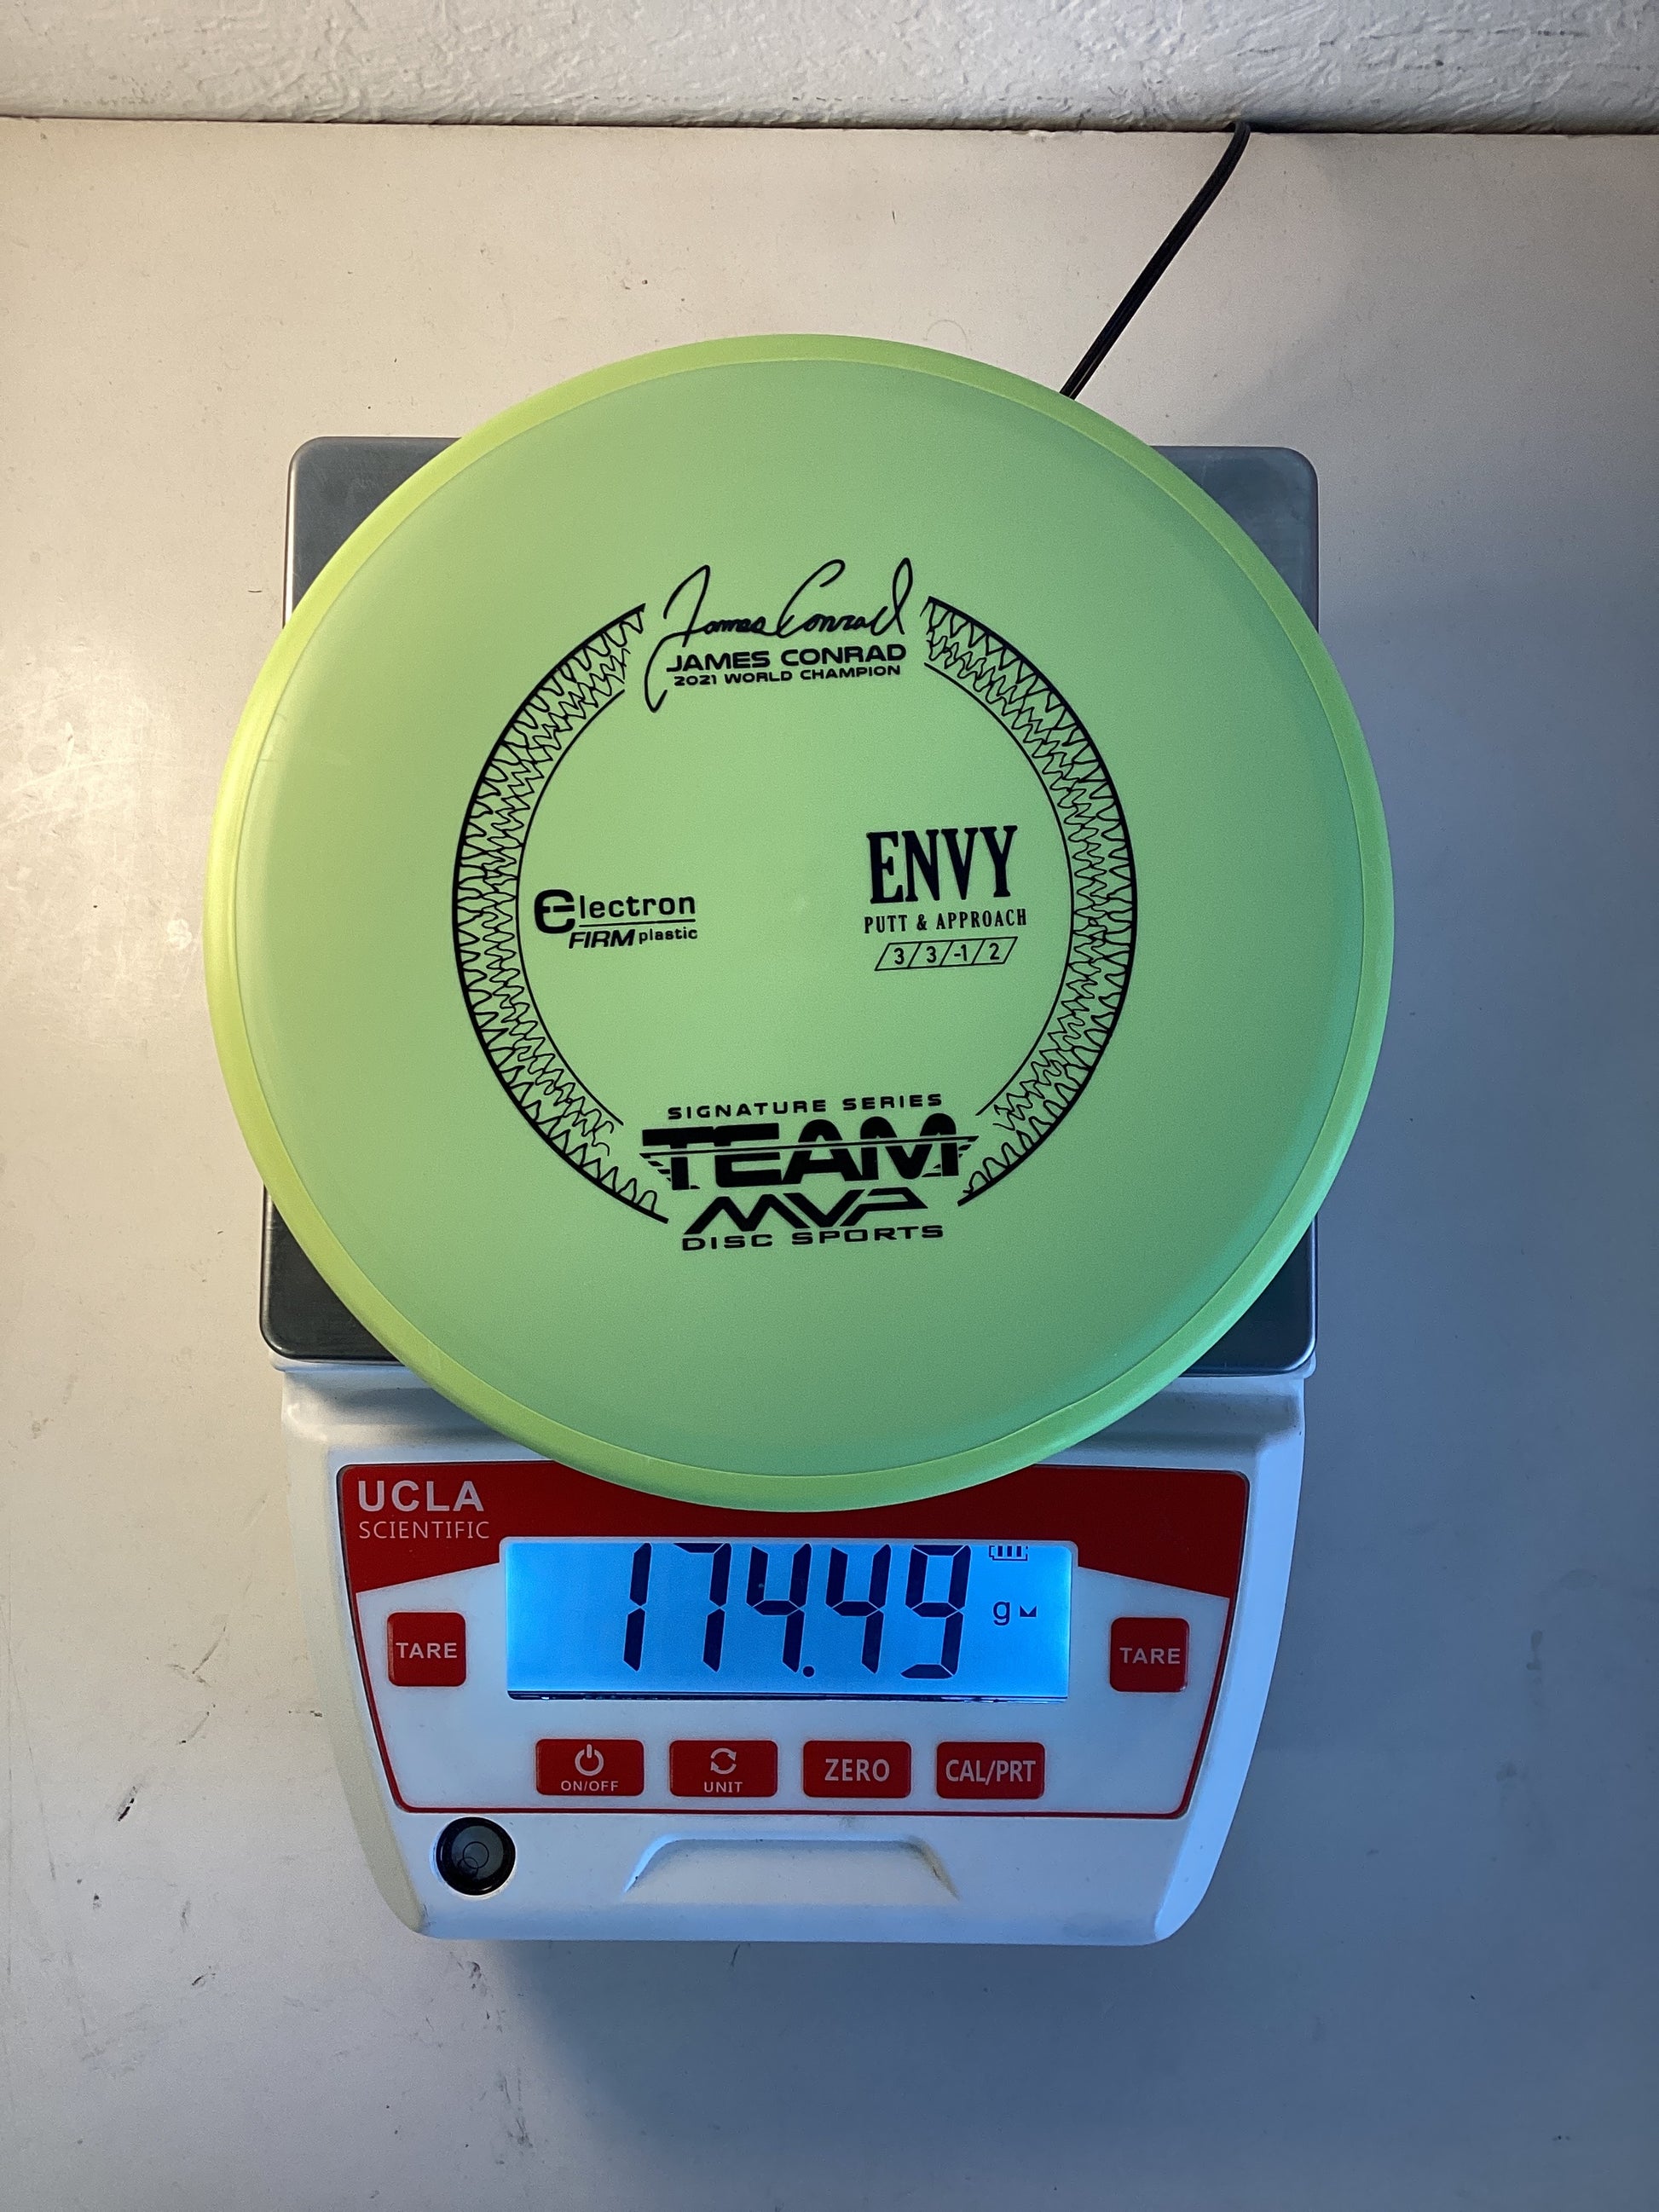 James Conrad
JAMES CONRAD
2021 WORLD CHAMPION
Electron
FIRM plastic
ENVY
PUTT & APPROACH
3/3/-1/2
SIGNATURE SERIES
TEAM
MVP
DISC SPORTS
UCLA
SCIENTIFIC
174.49 g
TARE
TARE
ON/OFF
UNIT
ZERO
CAL/PRT